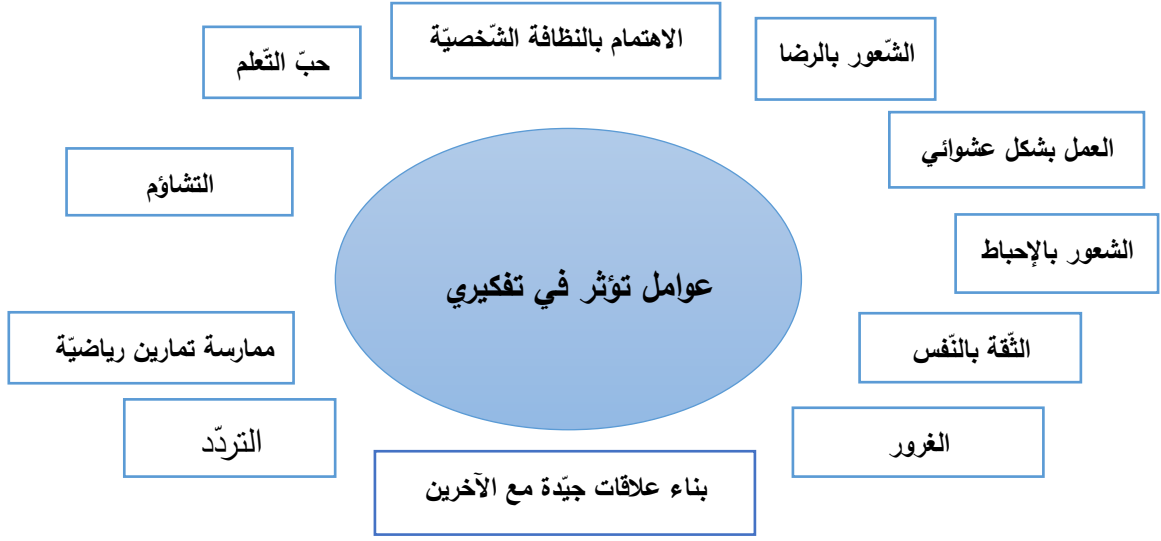 الاهتمام بالنظافة الشّخصيّة
الشّعور بالرضا
حبّ التّعلم
العمل بشكل عشوائي
التشاؤم
الشعور بالإحباط
عوامل تؤثر في تفكيري
الثّقة بالنّفس
ممارسة تمارين رياضيّة
الغرور
التردّد
بناء علاقات جيّدة مع الآخرين